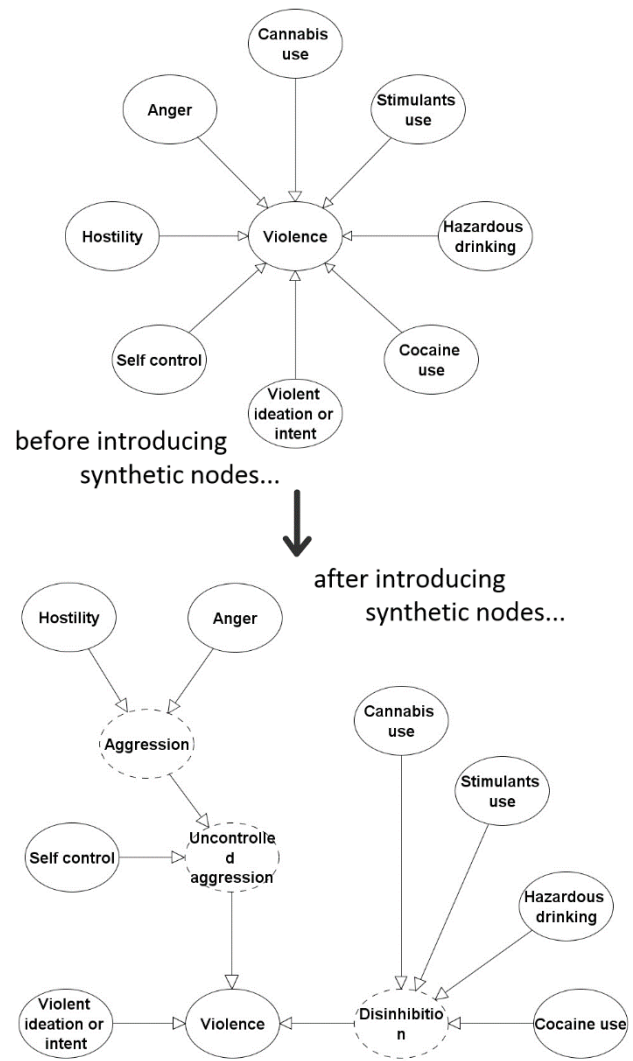 Cannabis
use
Anger
Stimulants
use
Hostility
Violence
Hazardous
drinking
Self control
Cocaine
use
Violent
ideation or
intent
before introducing
synthetic nodes...
after introducing
synthetic nodes...
Hostility
Anger
Cannabis
use
Aggression
Stimulants
use
Self control
Uncontrolle
d
aggression
Hazardous
drinking
Violent
ideation or
intent
Violence
Disinhibitio
n
Cocaine use